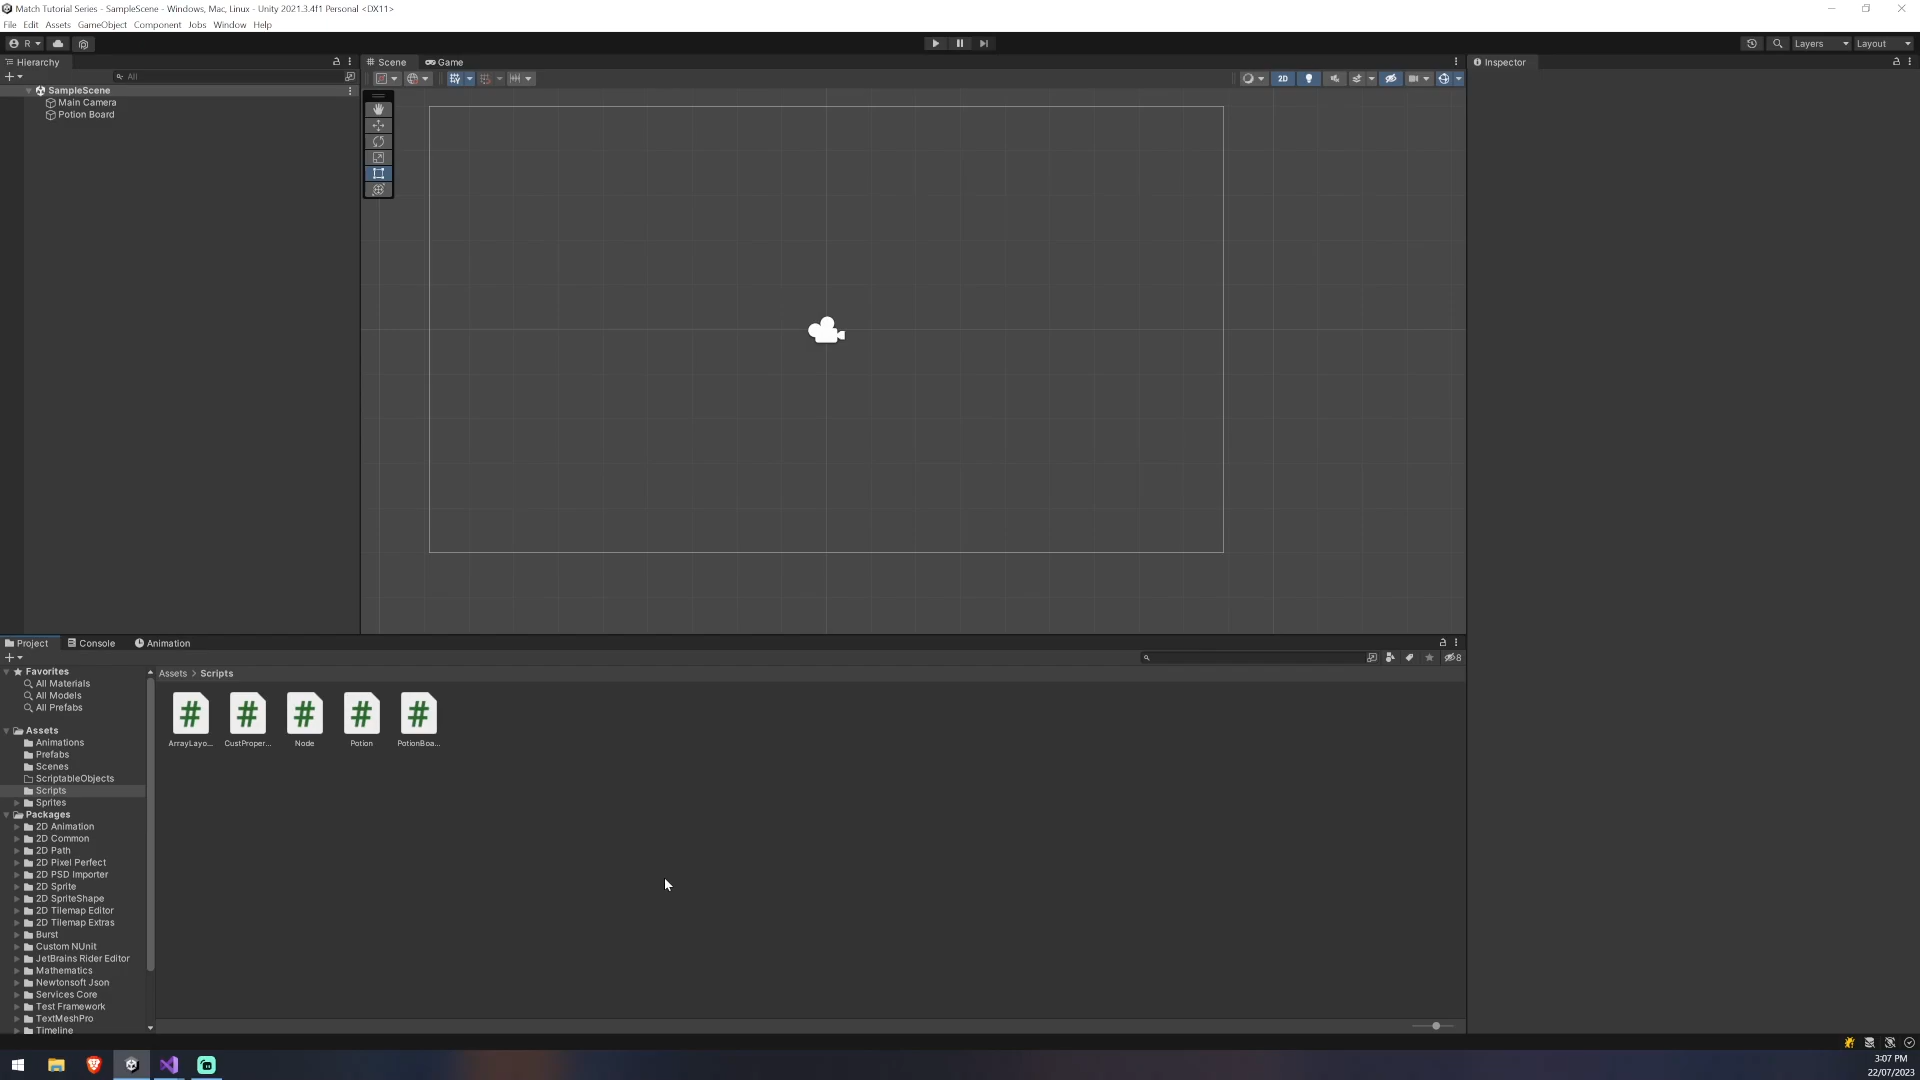 Match Tutorial Series - SampleScene - Windows, Mac, Linux - Unity 2021.3.4f1 Personal <DX11>
File Edit Assets GameObject Component Jobs Window Help
R
Layers
Layout
Hierarchy
Scene
Game
Inspector
All
2D
SampleScene
Main Camera
Potion Board
Project
Console
Animation
8
Favorites
All Materials
All Models
All Prefabs
Assets > Scripts
ArrayLayo...
CustProper...
Node
Potion
PotionBoa...
Assets
Animations
Prefabs
Scenes
ScriptableObjects
Scripts
Sprites
Packages
2D Animation
2D Common
2D Path
2D Pixel Perfect
2D PSD Importer
2D Sprite
2D SpriteShape
2D Tilemap Editor
2D Tilemap Extras
Burst
Custom NUnit
JetBrains Rider Editor
Mathematics
Newtonsoft Json
Services Core
Test Framework
TextMeshPro
Timeline
3:07 PM
22/07/2023